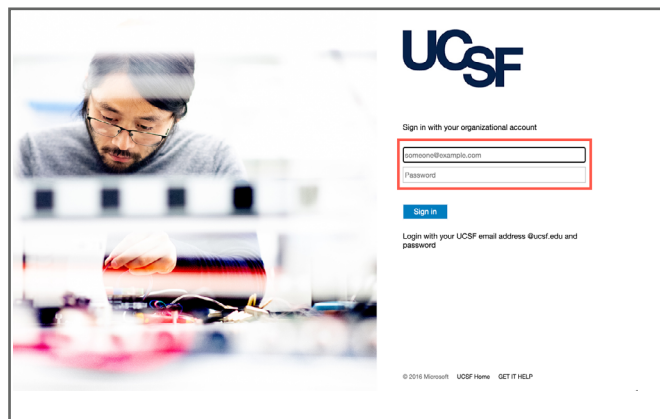 UCSF
Sign in with your organizational account
someone@example.com
Password
Sign in
Login with your UCSF email address @ucsf.edu and
password
© 2016 Microsoft UCSF Home GET IT HELP